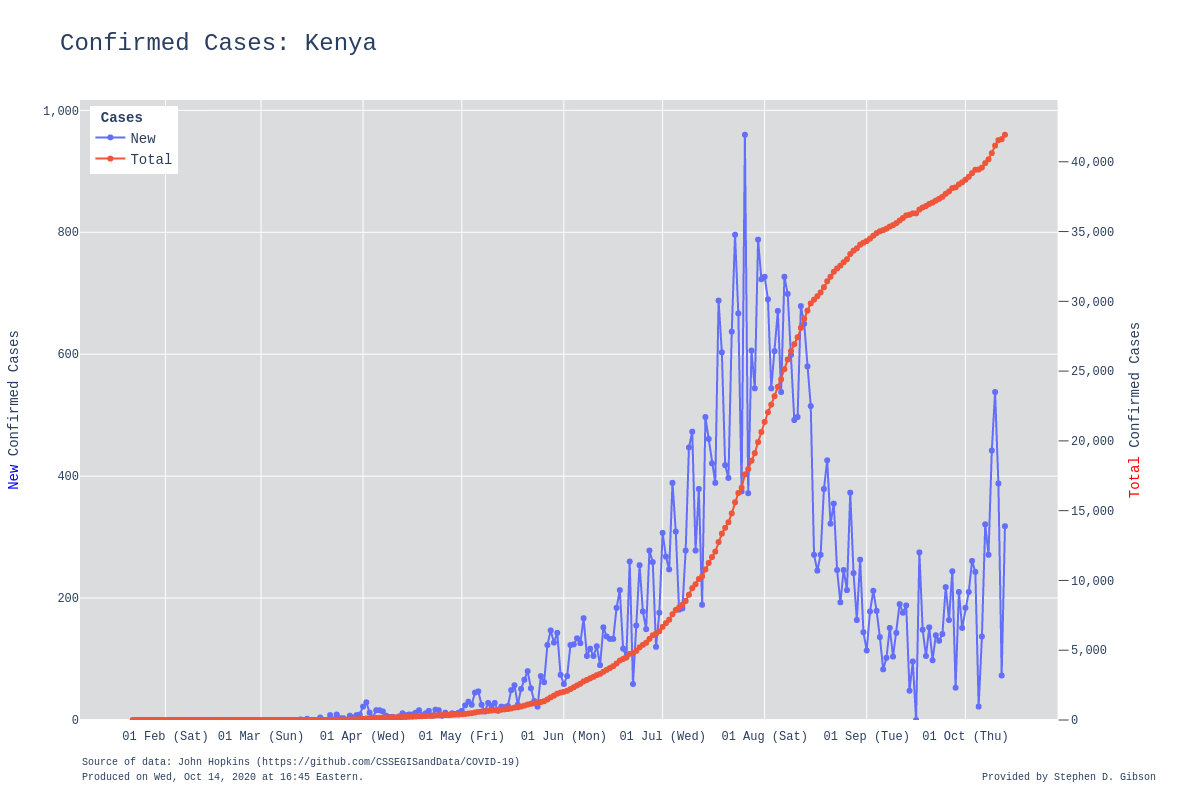 Confirmed Cases: Kenya
Cases
New
Total
1,000
800
600
400
200
0
New Confirmed Cases
40,000
35,000
30,000
25,000
20,000
15,000
10,000
5,000
0
Total Confirmed Cases
01 Feb (Sat) 01 Mar (Sun) 01 Apr (Wed) 01 May (Fri) 01 Jun (Mon) 01 Jul (Wed) 01 Aug (Sat) 01 Sep (Tue) 01 Oct (Thu)
Source of data: John Hopkins (https://github.com/CSSEGISandData/COVID-19)
Produced on Wed, Oct 14, 2020 at 16:45 Eastern.
Provided by Stephen D. Gibson